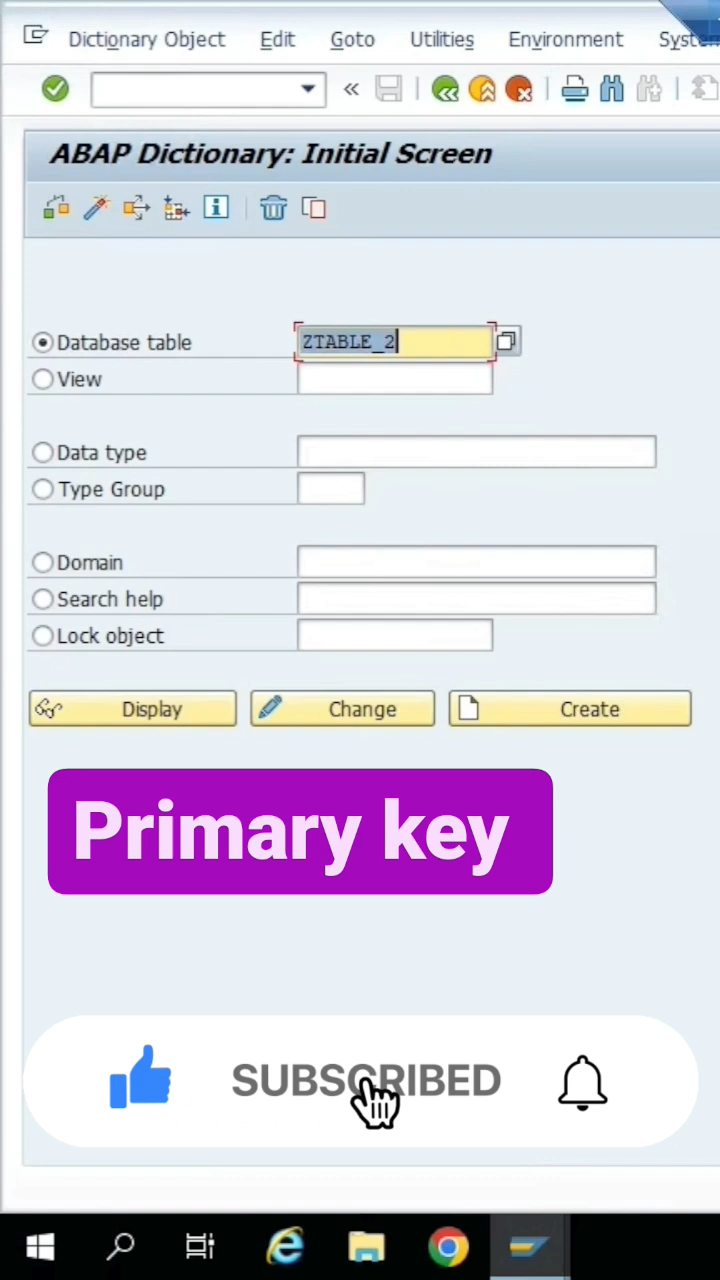 Dictionary Object Edit Goto Utilities Environment System
ABAP Dictionary: Initial Screen
Database table ZTABLE_2
View
Data type
Type Group
Domain
Search help
Lock object
Display Change Create
Primary key
SUBSCRIBED